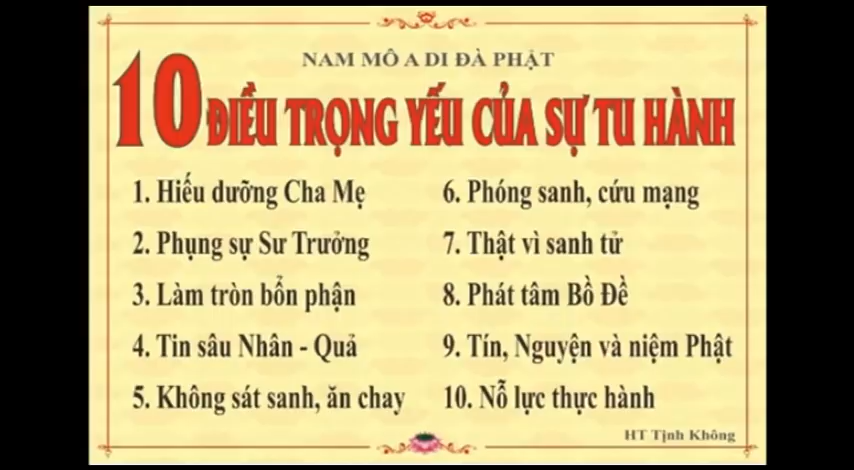 NAM MÔ A DI ĐÀ PHẬT
10 ĐIỀU TRỌNG YẾU CỦA SỰ TU HÀNH
1. Hiếu dưỡng Cha Mẹ
2. Phụng sự Sư Trưởng
3. Làm tròn bổn phận
4. Tin sâu Nhân - Quả
5. Không sát sanh, ăn chay
6. Phóng sanh, cứu mạng
7. Thật vì sanh tử
8. Phát tâm Bồ Đề
9. Tín, Nguyện và niệm Phật
10. Nỗ lực thực hành
HT Tịnh Không